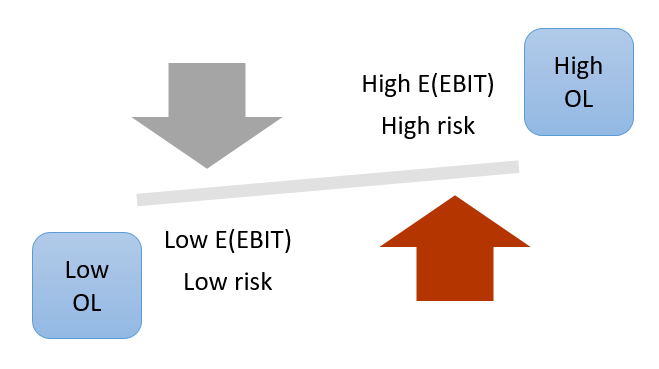 High E(EBIT)
High risk
High
OL
Low E(EBIT)
Low risk
Low
OL